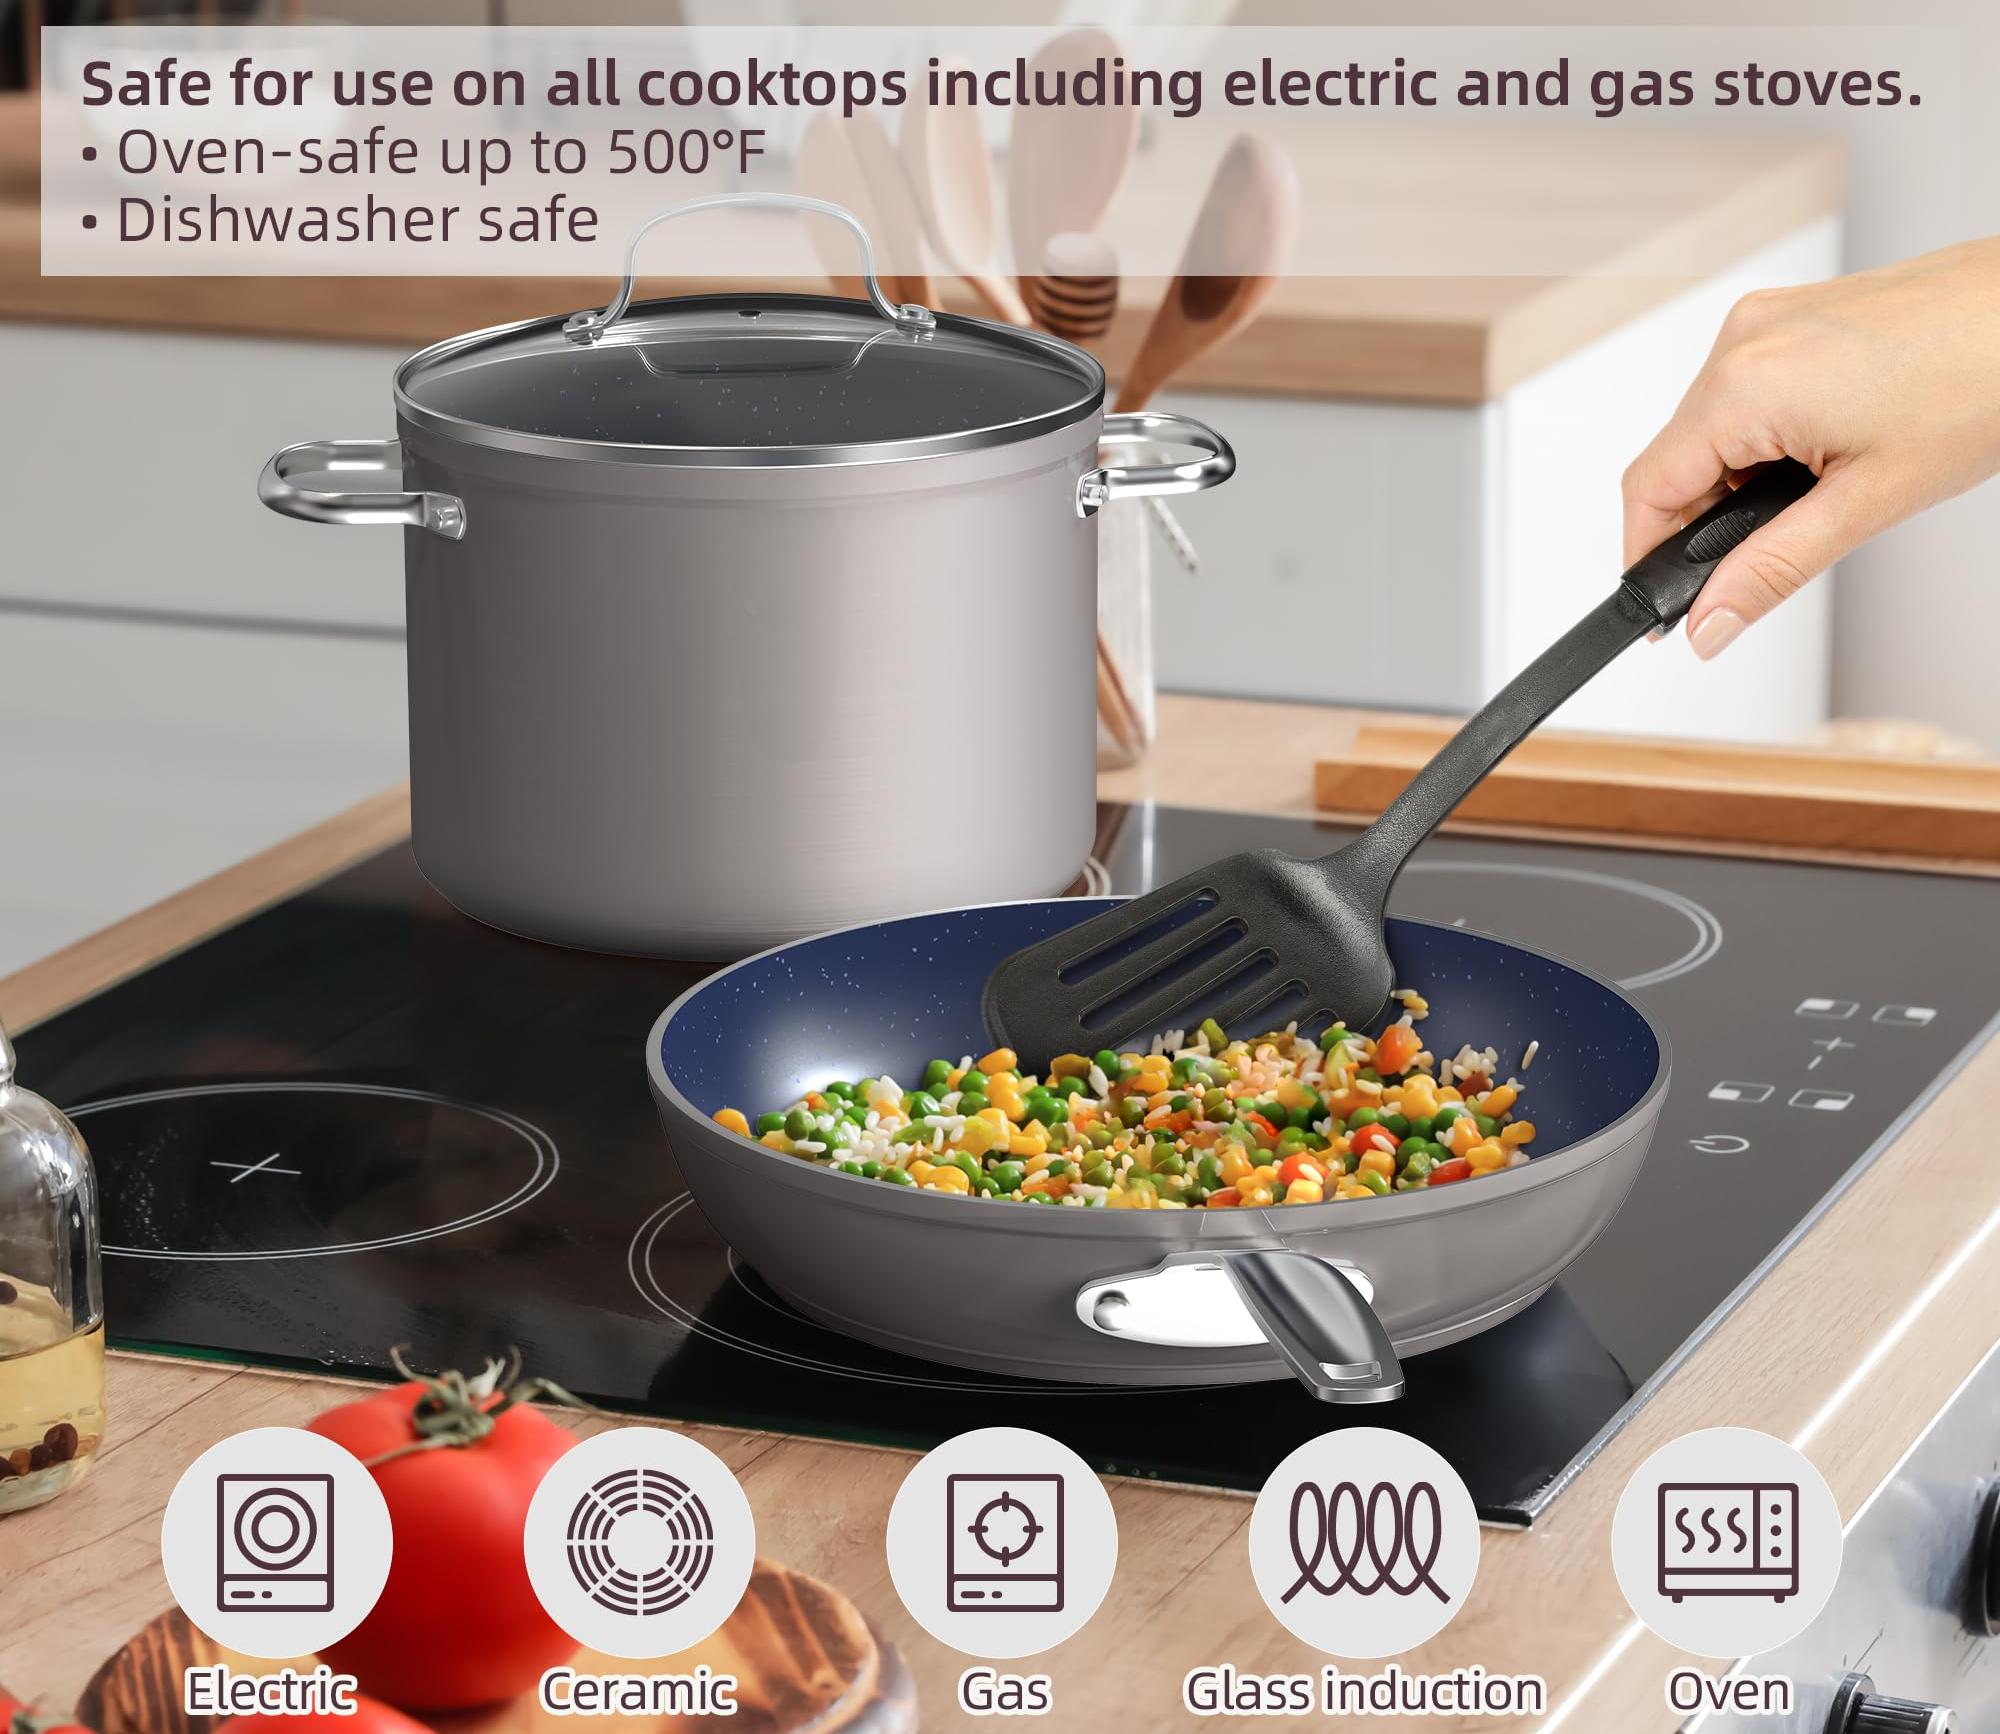 Safe for use on all cooktops including electric and gas stoves.
• Oven-safe up to 500°F
• Dishwasher safe
Electric
Ceramic
Gas
Glass induction
Oven